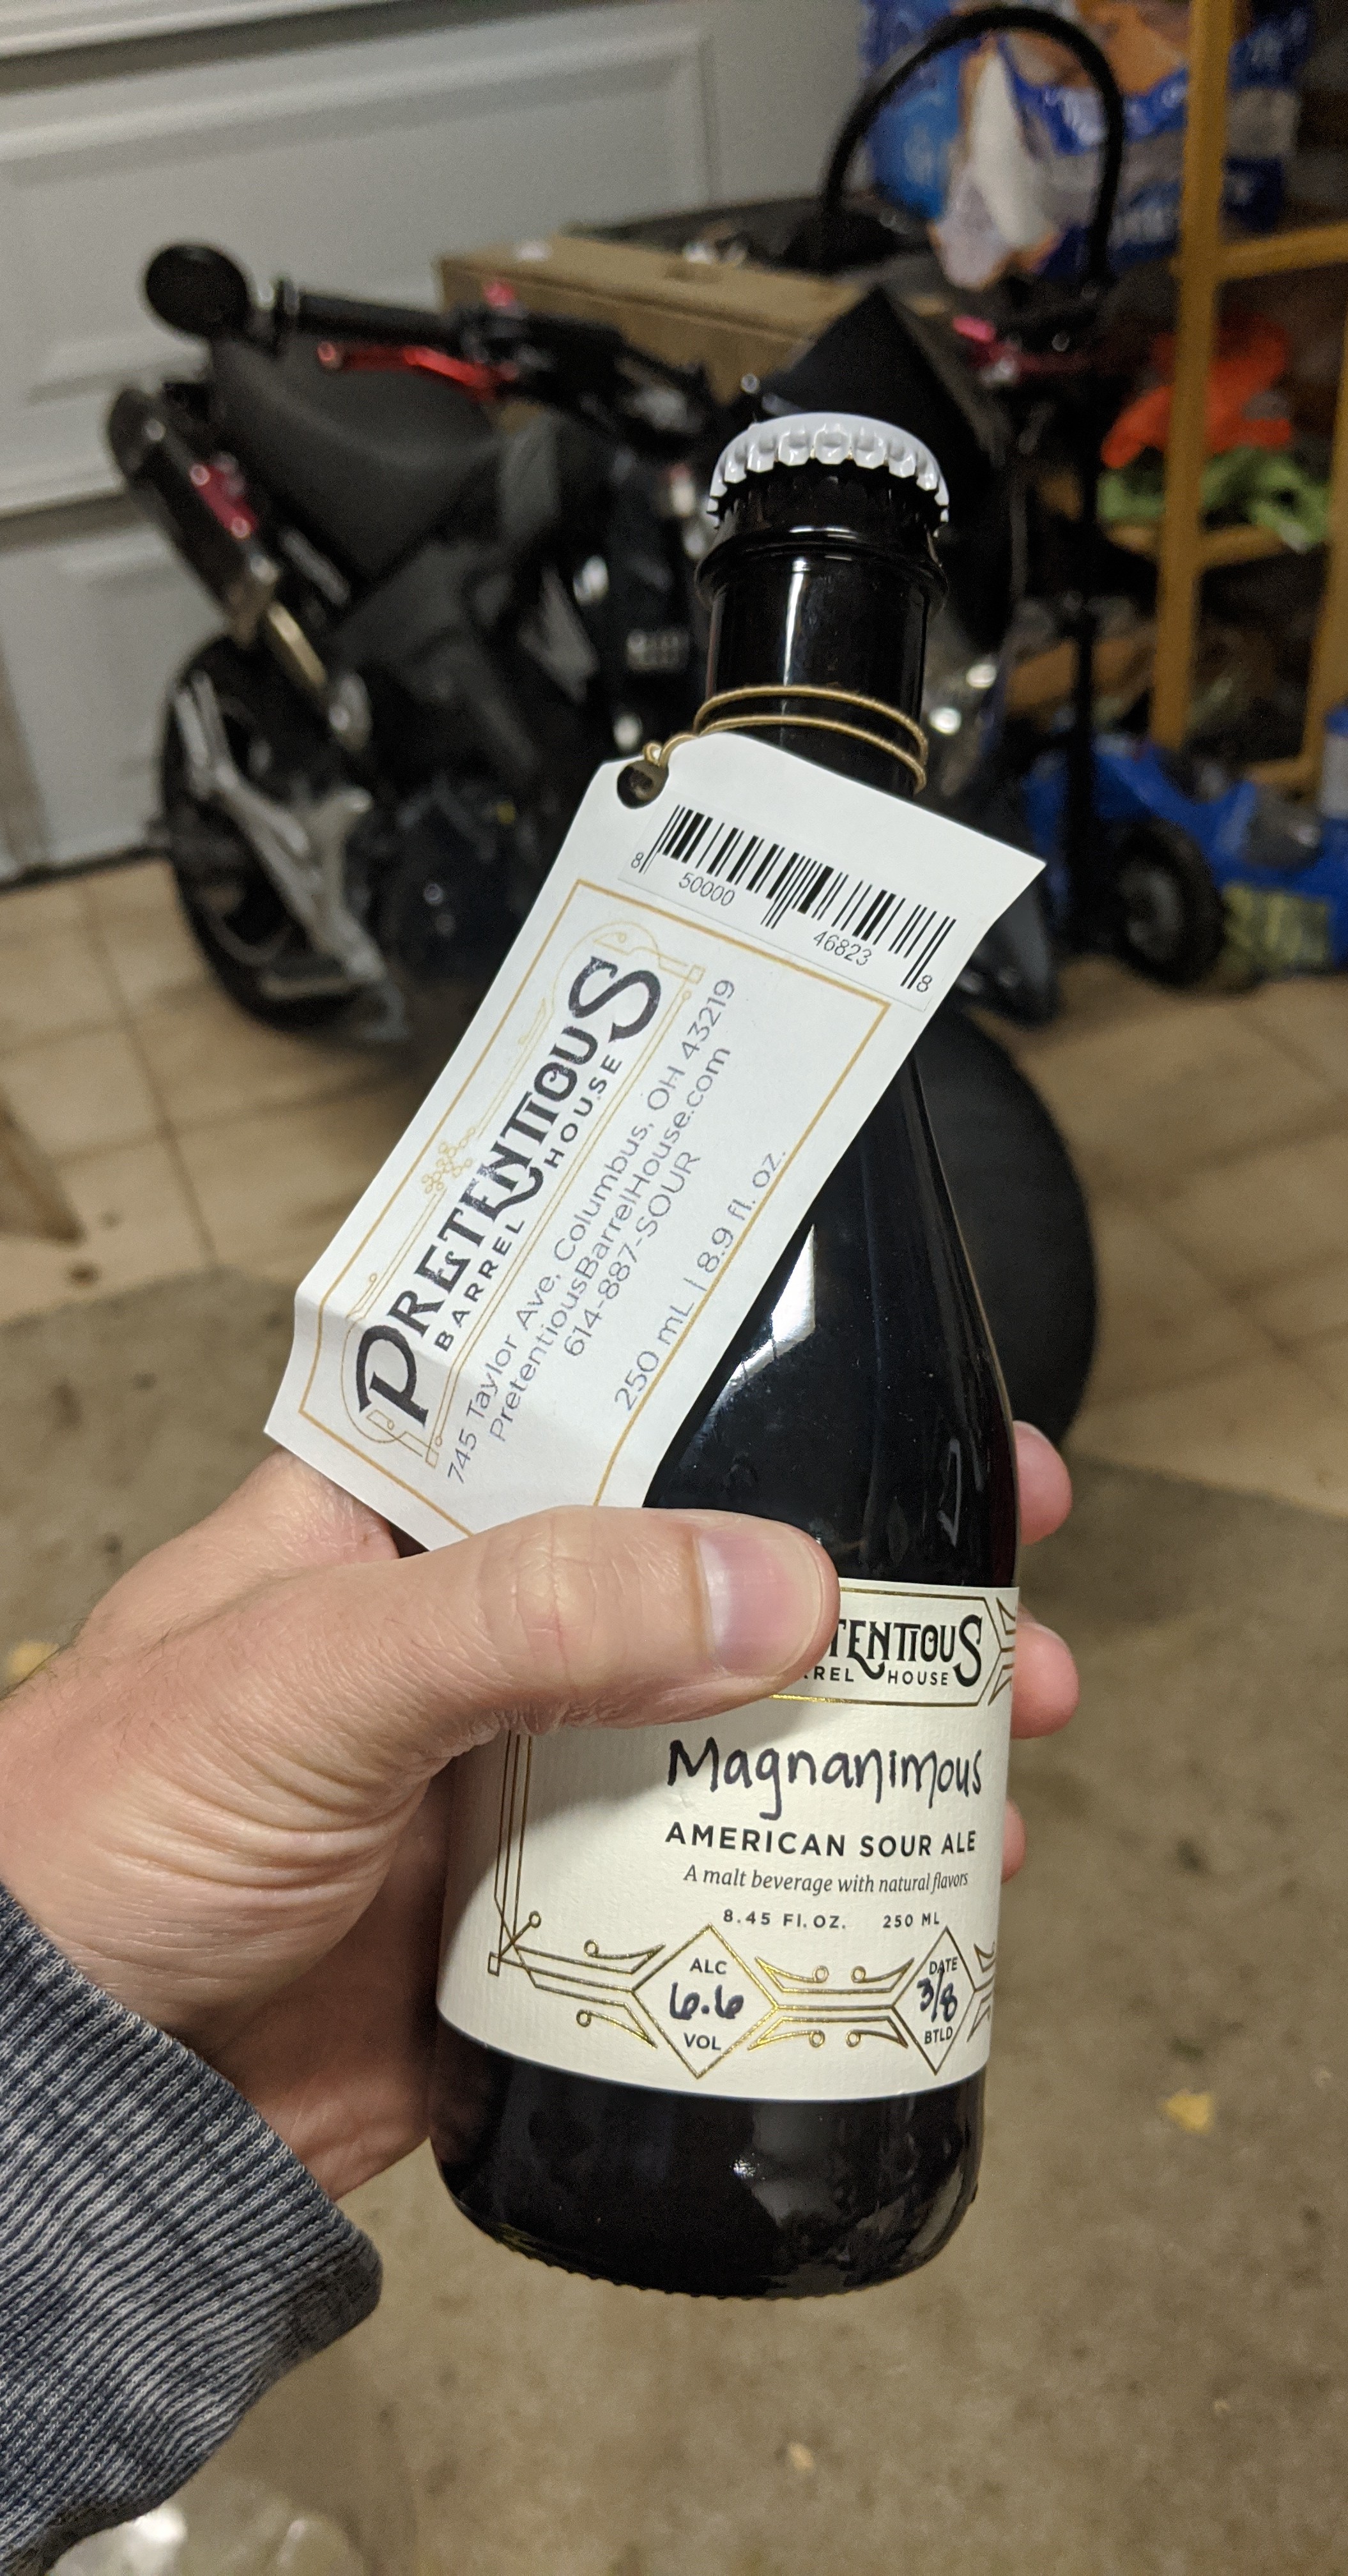 8 50000 46823 8
PRETENTIOUS
BARREL HOUSE
745 Taylor Ave, Columbus, OH 43219
PretentiousBarrelHouse.com
614-887-SOUR
250 mL | 8.9 fl. oz.
TENTIOUS
RREL HOUSE
Magnanimous
AMERICAN SOUR ALE
A malt beverage with natural flavors
8.45 FL.OZ. 250 ML
ALC
6.6
VOL
DATE
3/8
BTLD